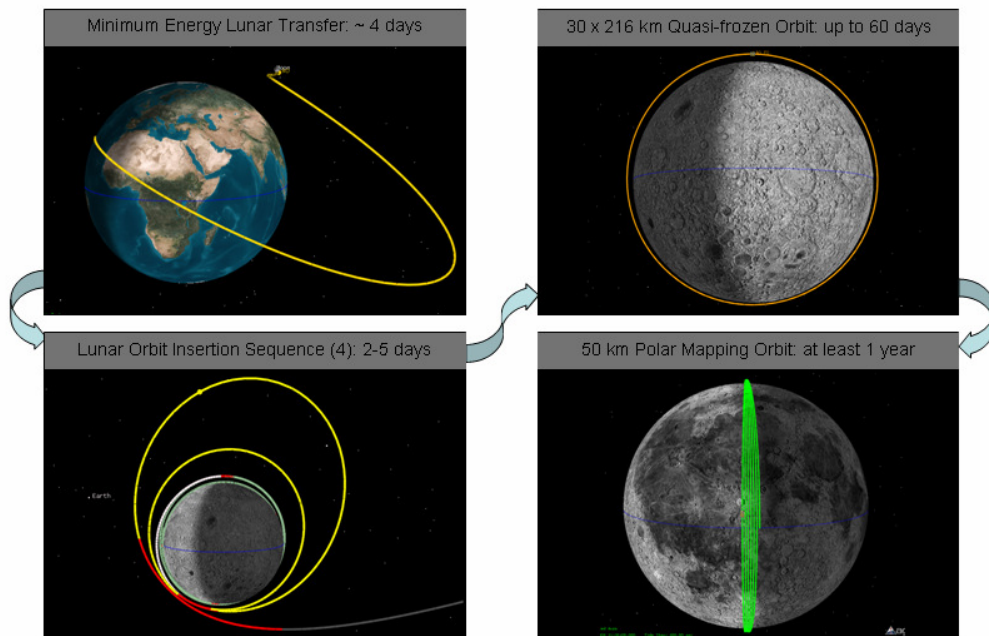 Minimum Energy Lunar Transfer: ~ 4 days
Lunar Orbit Insertion Sequence (4): 2-5 days
Earth
30 x 216 km Quasi-frozen Orbit: up to 60 days
50 km Polar Mapping Orbit: at least 1 year